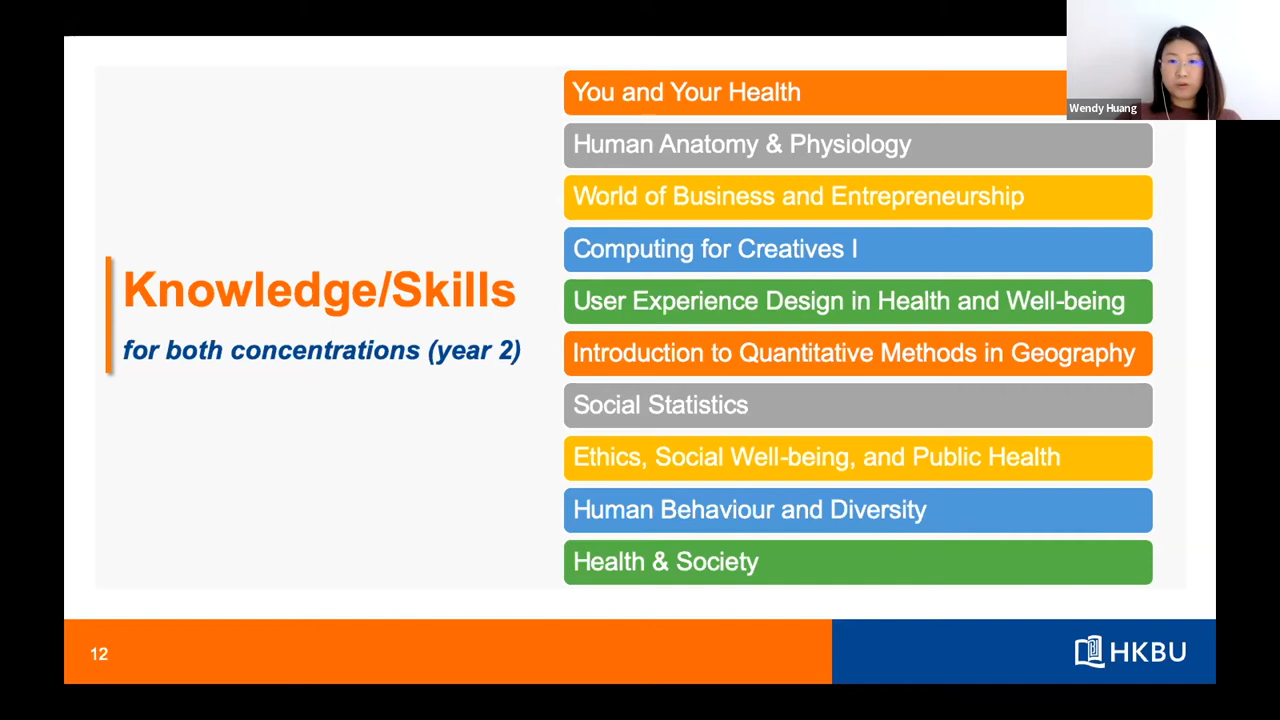 Wendy Huang
Knowledge/Skills
for both concentrations (year 2)
You and Your Health
Human Anatomy & Physiology
World of Business and Entrepreneurship
Computing for Creatives I
User Experience Design in Health and Well-being
Introduction to Quantitative Methods in Geography
Social Statistics
Ethics, Social Well-being, and Public Health
Human Behaviour and Diversity
Health & Society
12
HKBU